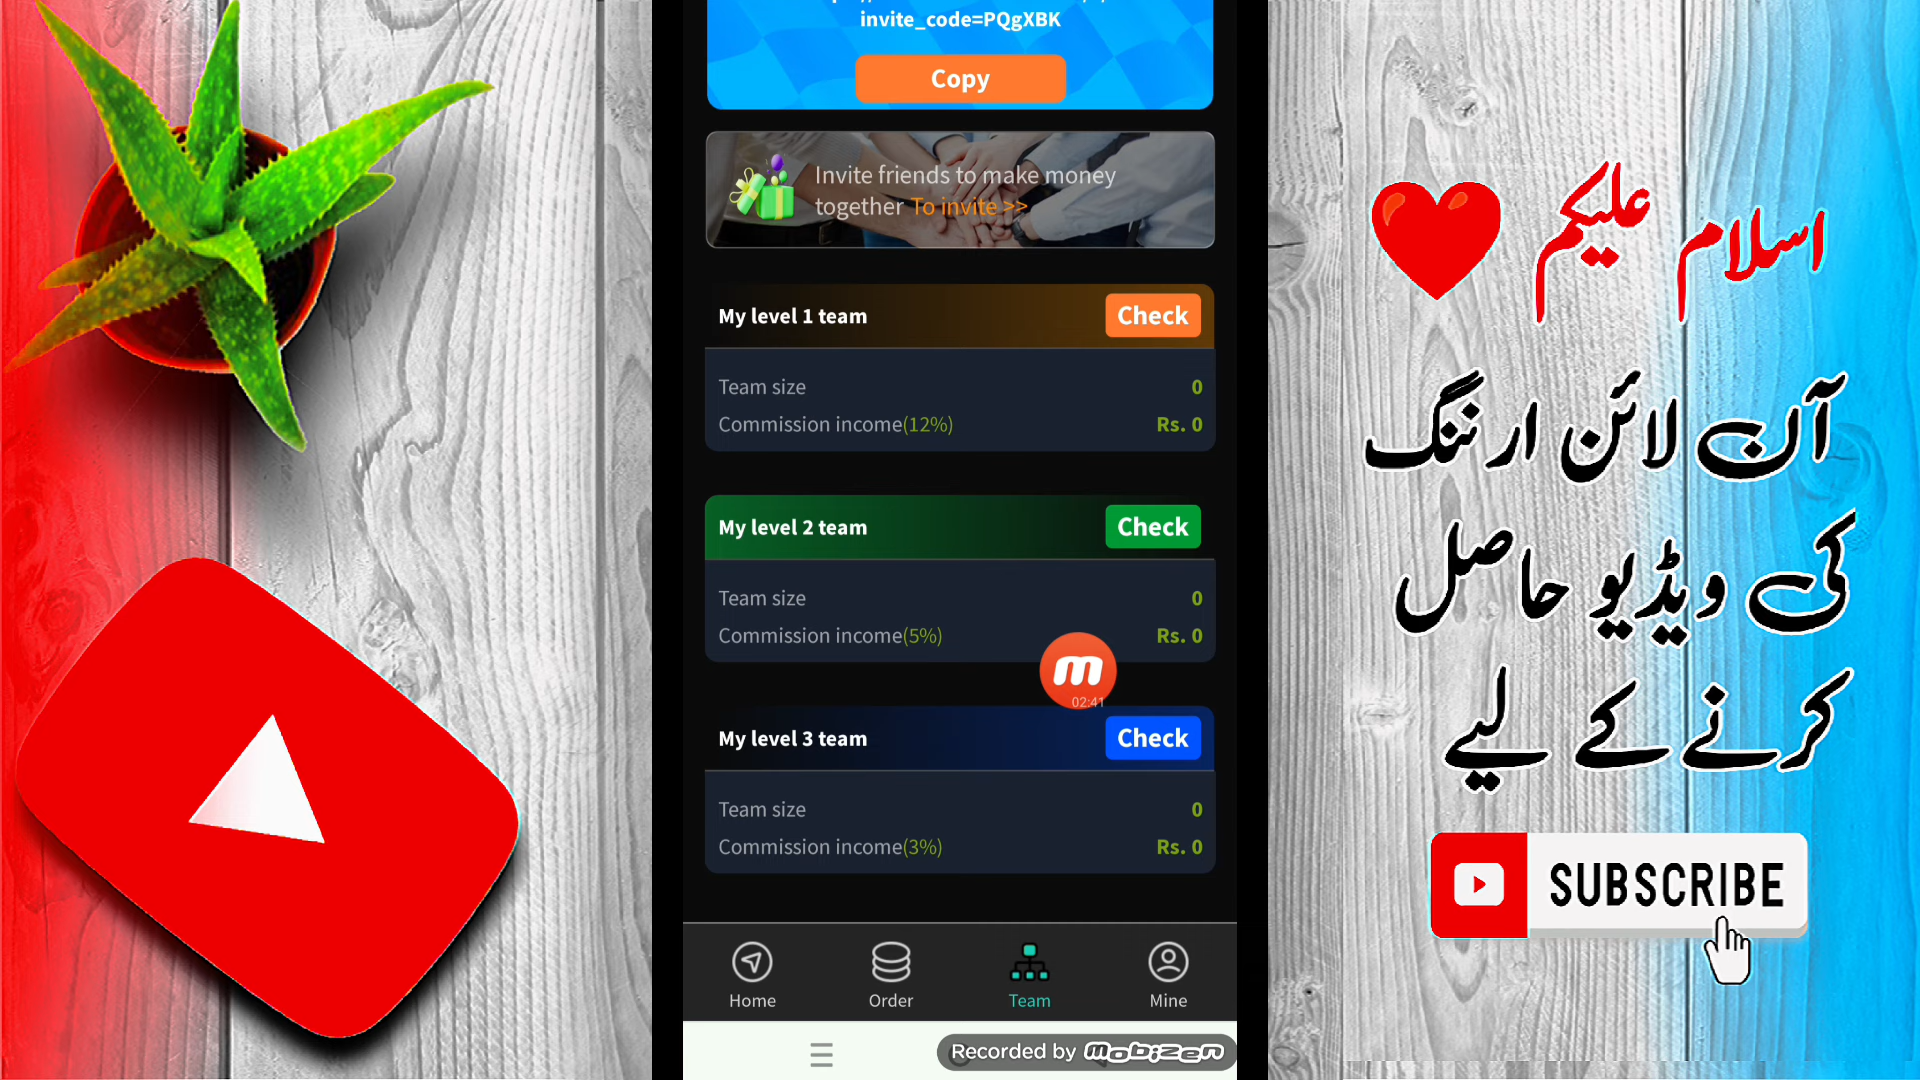 invite_code=PQgXBK
Copy
Invite friends to make money
together To invite >>
My level 1 team
Check
Team size
0
Commission income(12%)
Rs. 0
My level 2 team
Check
Team size
0
Commission income(5%)
Rs. 0
02:41
My level 3 team
Check
Team size
0
Commission income(3%)
Rs. 0
Home
Order
Team
Mine
Recorded by mobizen
اسلام علیکم
آن لائن ارننگ
کی ویڈیو حاصل
کرنے کے لیے
SUBSCRIBE